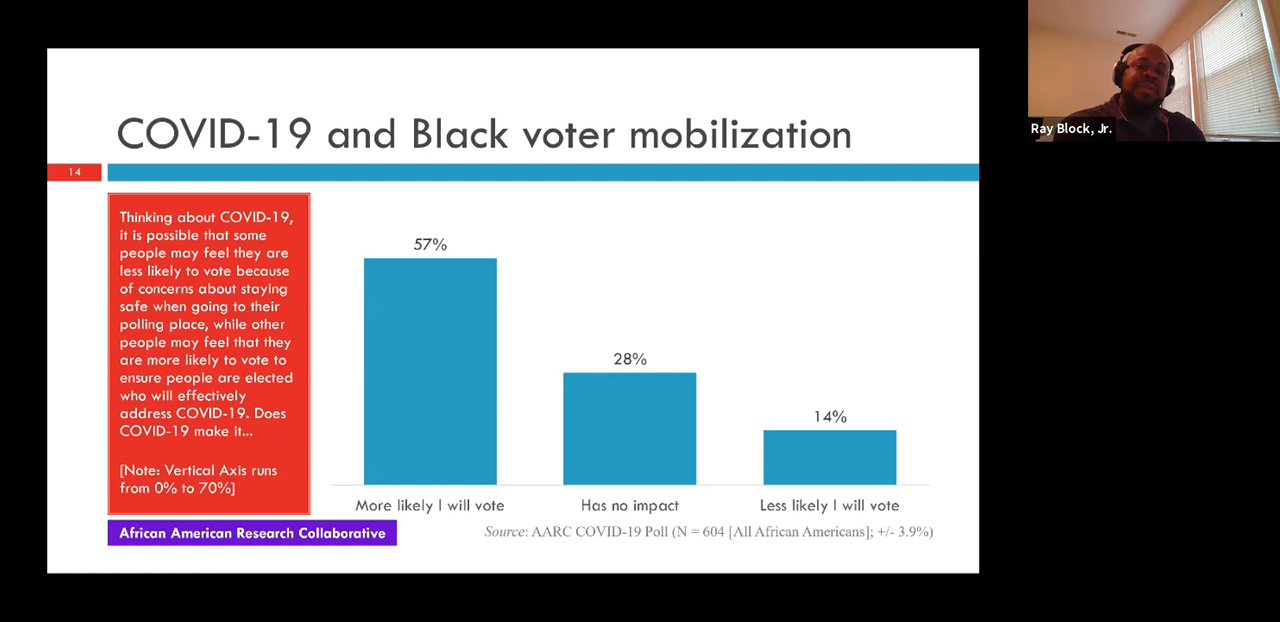 COVID-19 and Black voter mobilization
14
Thinking about COVID-19,
it is possible that some
people may feel they are
less likely to vote because
of concerns about staying
safe when going to their
polling place, while other
people may feel that they
are more likely to vote to
ensure people are elected
who will effectively
address COVID-19. Does
COVID-19 make it...
[Note: Vertical Axis runs
from 0% to 70%]
57%
28%
14%
More likely I will vote
Has no impact
Less likely I will vote
African American Research Collaborative
Source: AARC COVID-19 Poll (N = 604 [All African Americans]; +/- 3.9%)
Ray Block, Jr.